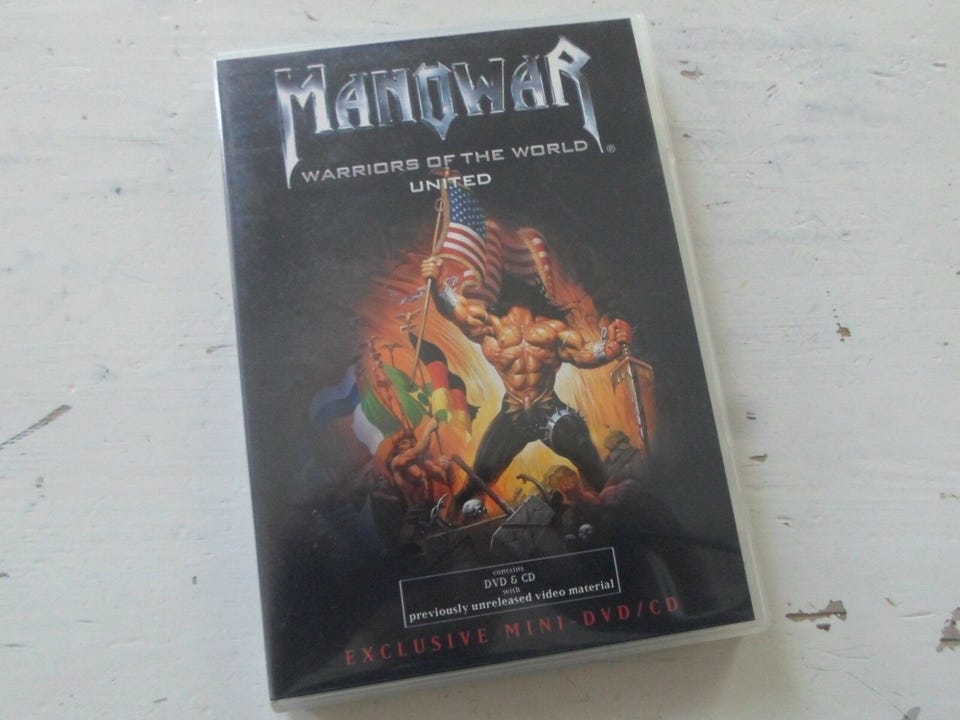 MANOWAR
WARRIORS OF THE WORLD ®
UNITED
contains
DVD & CD
with
previously unreleased video material
EXCLUSIVE MINI-DVD/CD